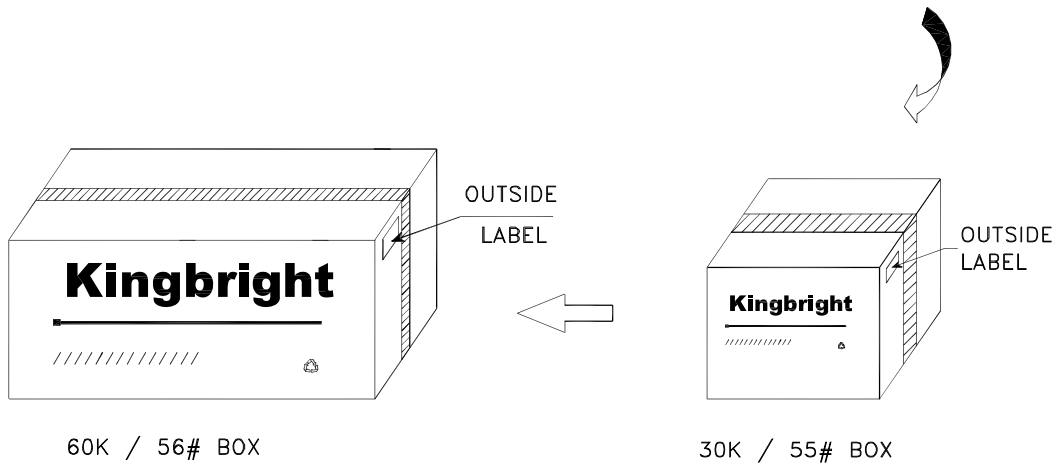 OUTSIDE
LABEL
Kingbright
60K / 56# BOX
OUTSIDE
LABEL
Kingbright
30K / 55# BOX